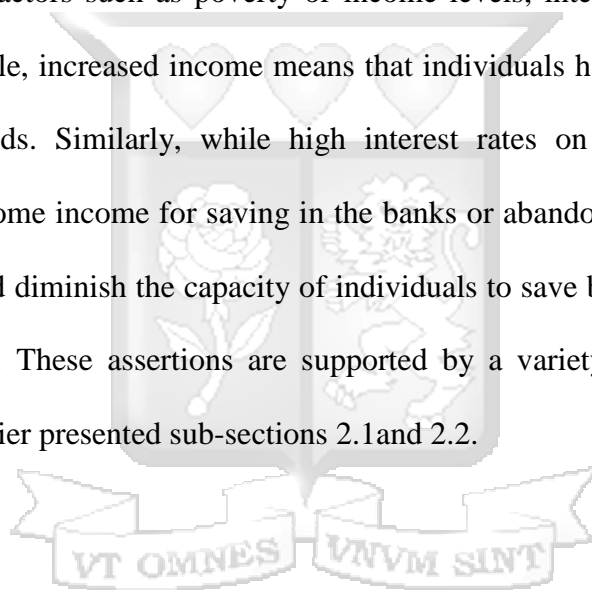 factors such as poverty or income levels, inte
le, increased income means that individuals h
ds. Similarly, while high interest rates on
ome income for saving in the banks or abando
d diminish the capacity of individuals to save b
. These assertions are supported by a variety
ier presented sub-sections 2.1and 2.2.
VT OMNES VNVM SINT